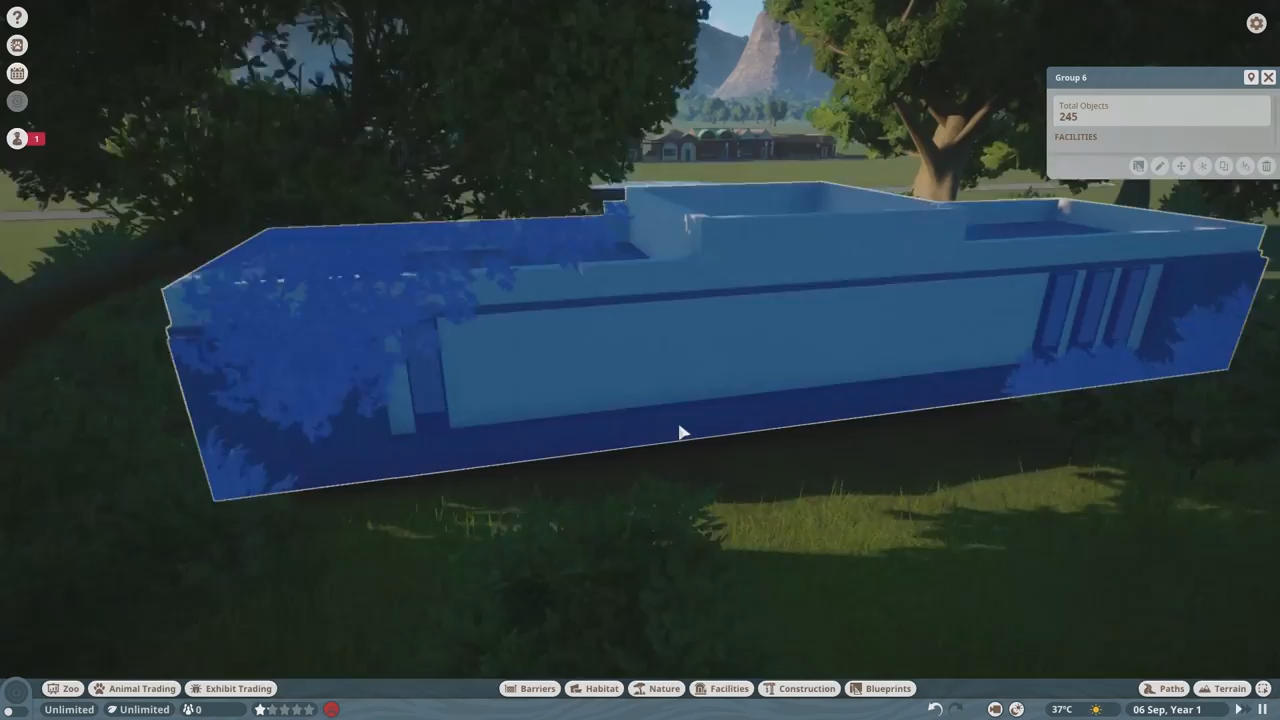 ?
1
Group 6
Total Objects
245
FACILITIES
Zoo
Animal Trading
Exhibit Trading
Barriers
Habitat
Nature
Facilities
Construction
Blueprints
Paths
Terrain
Unlimited
Unlimited
0
37°C
06 Sep, Year 1